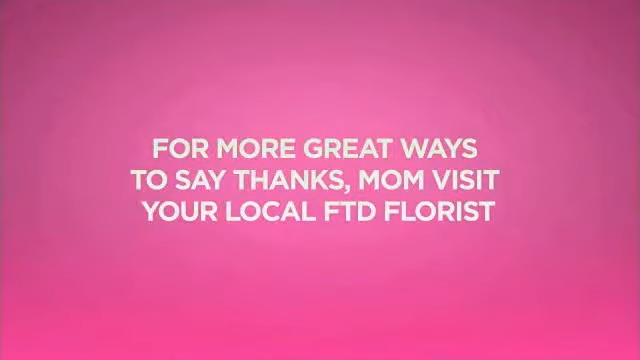 FOR MORE GREAT WAYS
TO SAY THANKS, MOM VISIT
YOUR LOCAL FTD FLORIST